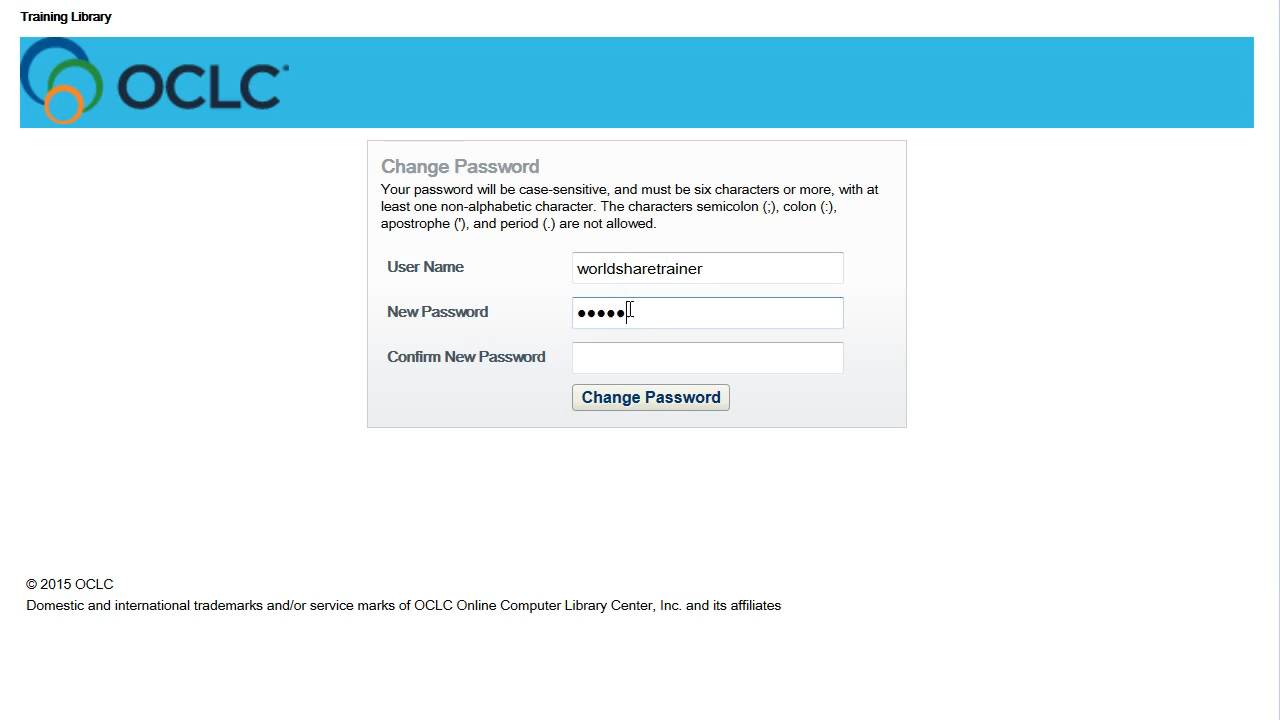 Training Library
OCLC
Change Password
Your password will be case-sensitive, and must be six characters or more, with at
least one non-alphabetic character. The characters semicolon (;), colon (:),
apostrophe ('), and period (.) are not allowed.
User Name worldsharetrainer
New Password •••••
Confirm New Password
Change Password
© 2015 OCLC
Domestic and international trademarks and/or service marks of OCLC Online Computer Library Center, Inc. and its affiliates